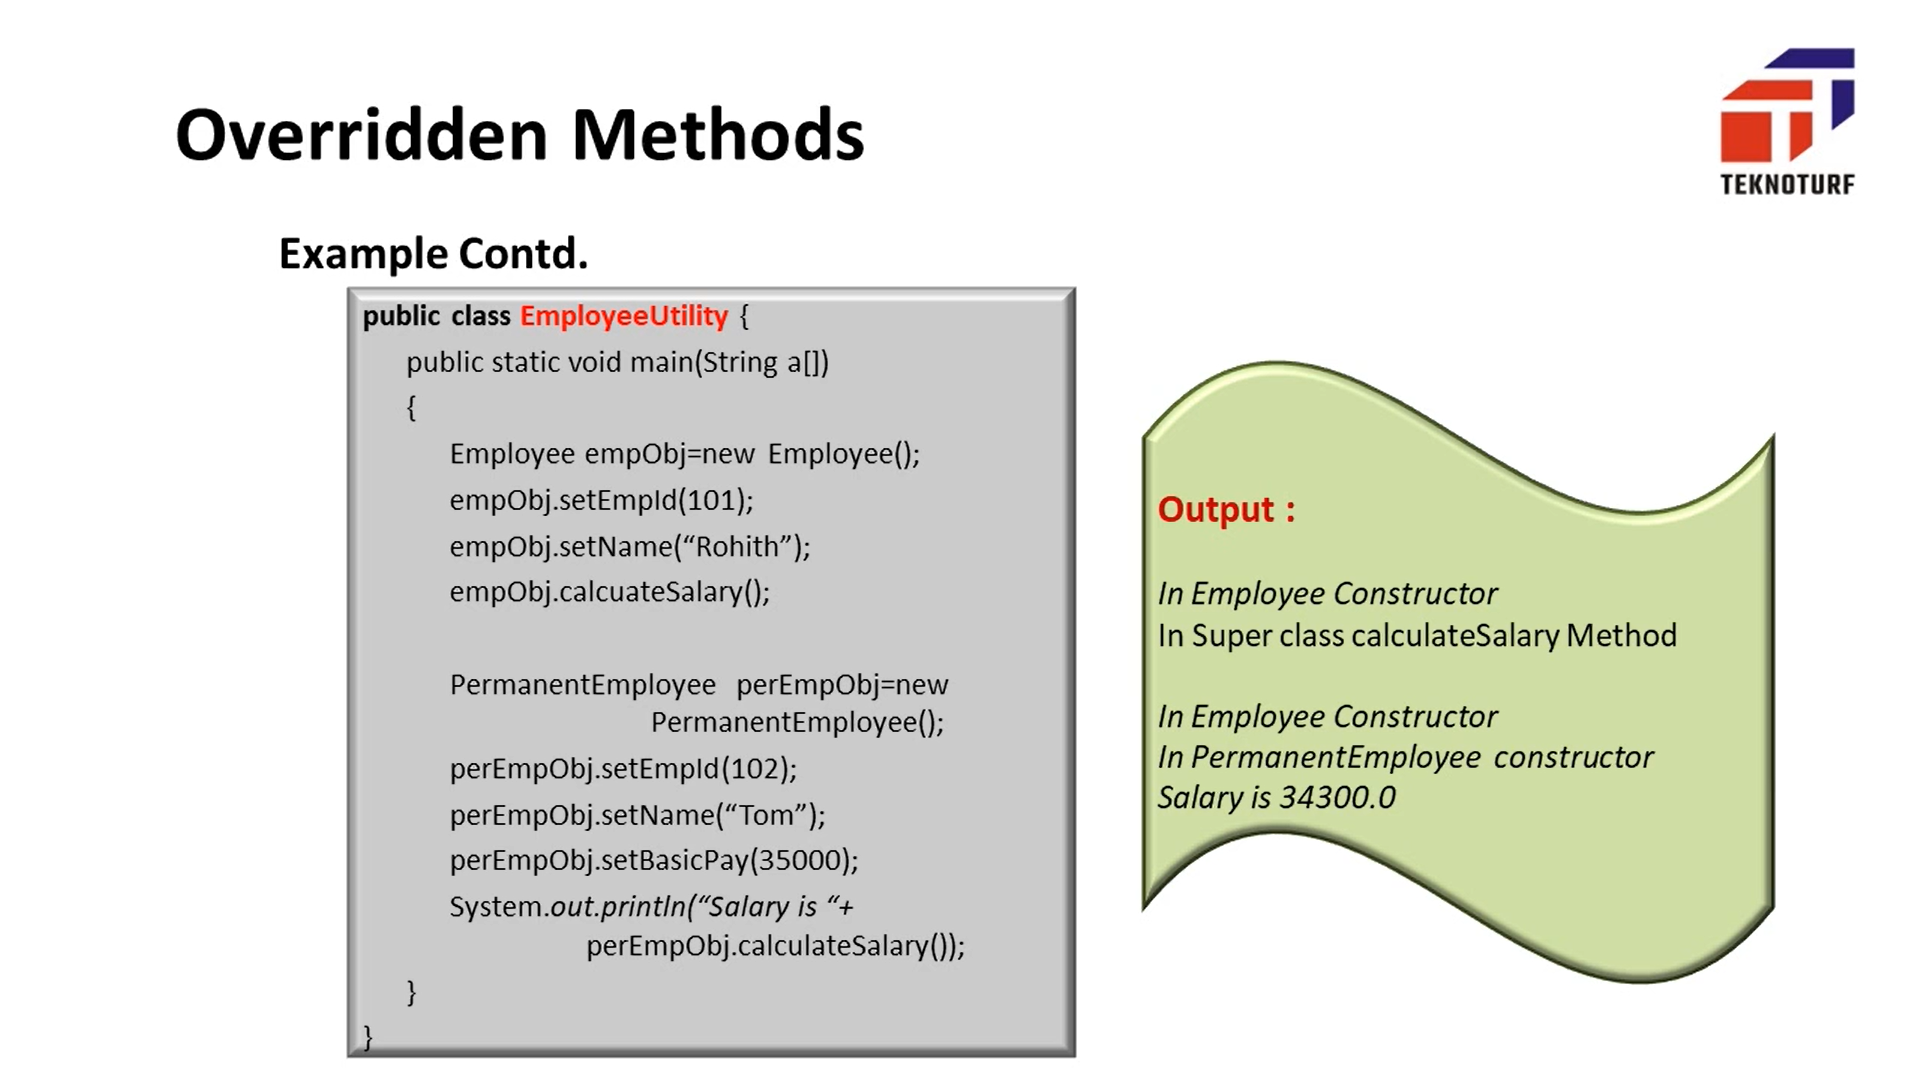 Overridden Methods
TEKNOTURF
Example Contd.
public class EmployeeUtility {
public static void main(String a[])
{
Employee empObj=new Employee();
empObj.setEmpId(101);
empObj.setName(“Rohith”);
empObj.calcuateSalary();
PermanentEmployee perEmpObj=new
PermanentEmployee();
perEmpObj.setEmpId(102);
perEmpObj.setName(“Tom”);
perEmpObj.setBasicPay(35000);
System.out.println(“Salary is “+
perEmpObj.calculateSalary());
}
}
Output :
In Employee Constructor
In Super class calculateSalary Method
In Employee Constructor
In PermanentEmployee constructor
Salary is 34300.0